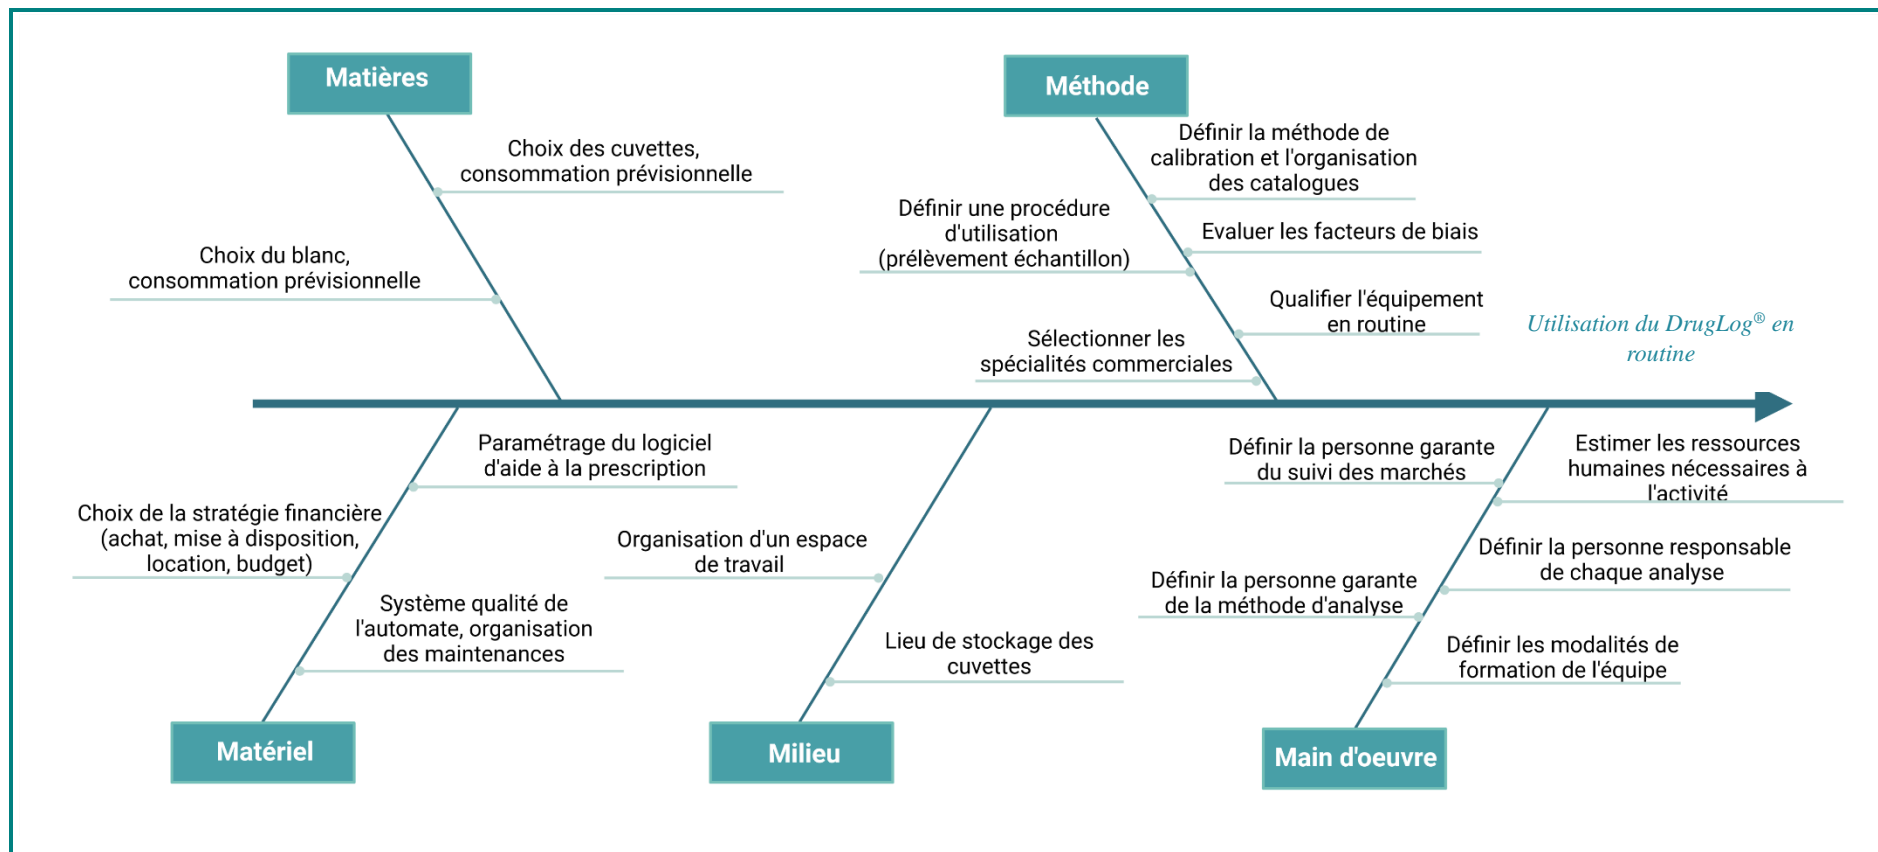 Matières
Choix des cuvettes,
consommation prévisionnelle
Choix du blanc,
consommation prévisionnelle
Méthode
Définir la méthode de
calibration et l'organisation
des catalogues
Définir une procédure
d'utilisation
(prélèvement échantillon)
Evaluer les facteurs de biais
Qualifier l'équipement
en routine
Sélectionner les
spécialités commerciales
Utilisation du DrugLog® en
routine
Paramétrage du logiciel
d'aide à la prescription
Choix de la stratégie financière
(achat, mise à disposition,
location, budget)
Système qualité de
l'automate, organisation
des maintenances
Matériel
Organisation d'un espace
de travail
Lieu de stockage des
cuvettes
Milieu
Définir la personne garante
du suivi des marchés
Estimer les ressources
humaines nécessaires à
l'activité
Définir la personne responsable
de chaque analyse
Définir la personne garante
de la méthode d'analyse
Définir les modalités de
formation de l'équipe
Main d'oeuvre